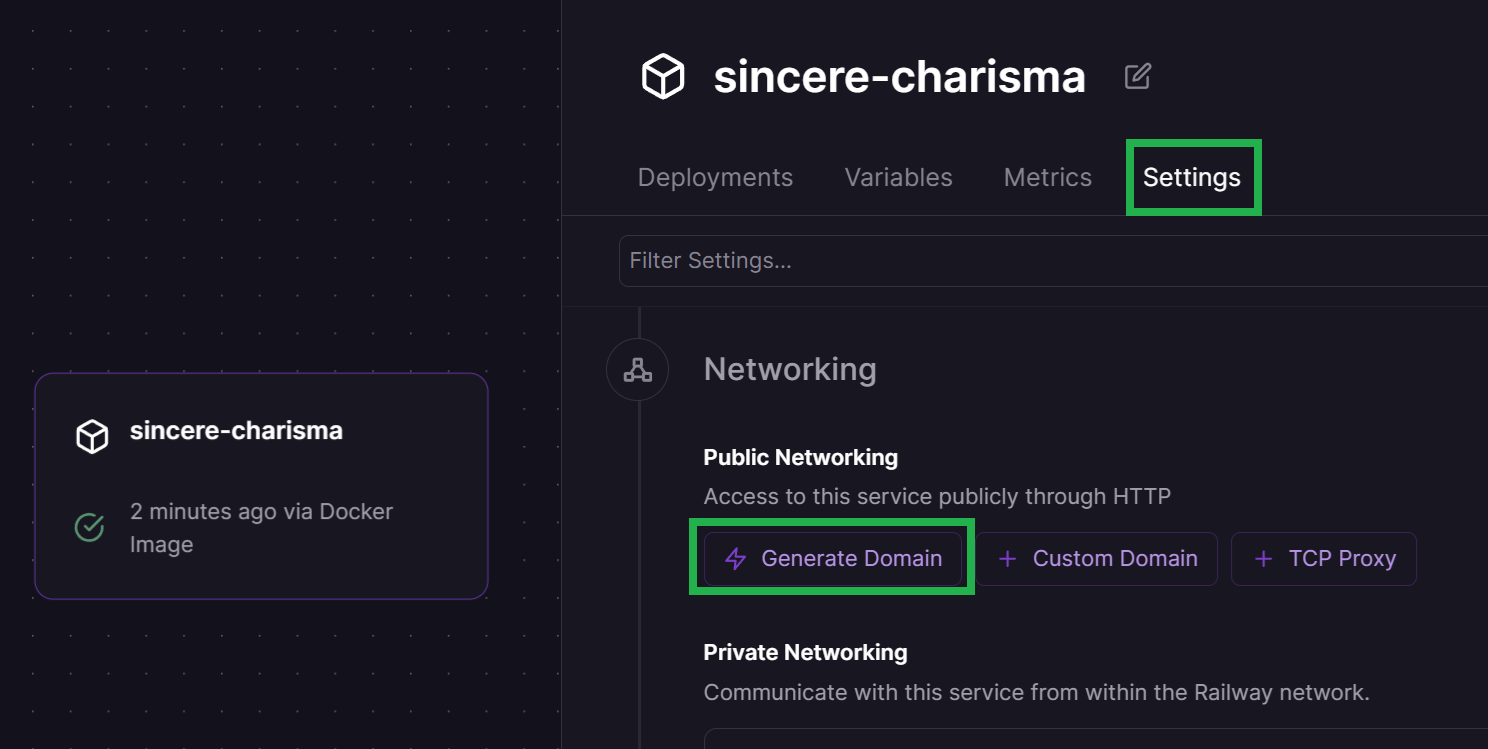 sincere-charisma
Deployments Variables Metrics Settings
Filter Settings...
Networking
sincere-charisma
2 minutes ago via Docker
Image
Public Networking
Access to this service publicly through HTTP
Generate Domain + Custom Domain + TCP Proxy
Private Networking
Communicate with this service from within the Railway network.